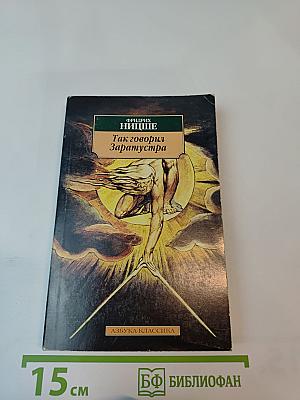 ФРИДРИХ
НИЦШЕ
Так говорил
Заратустра
АЗБУКА-КЛАССИКА
15 см
БФ БИБЛИОФАН